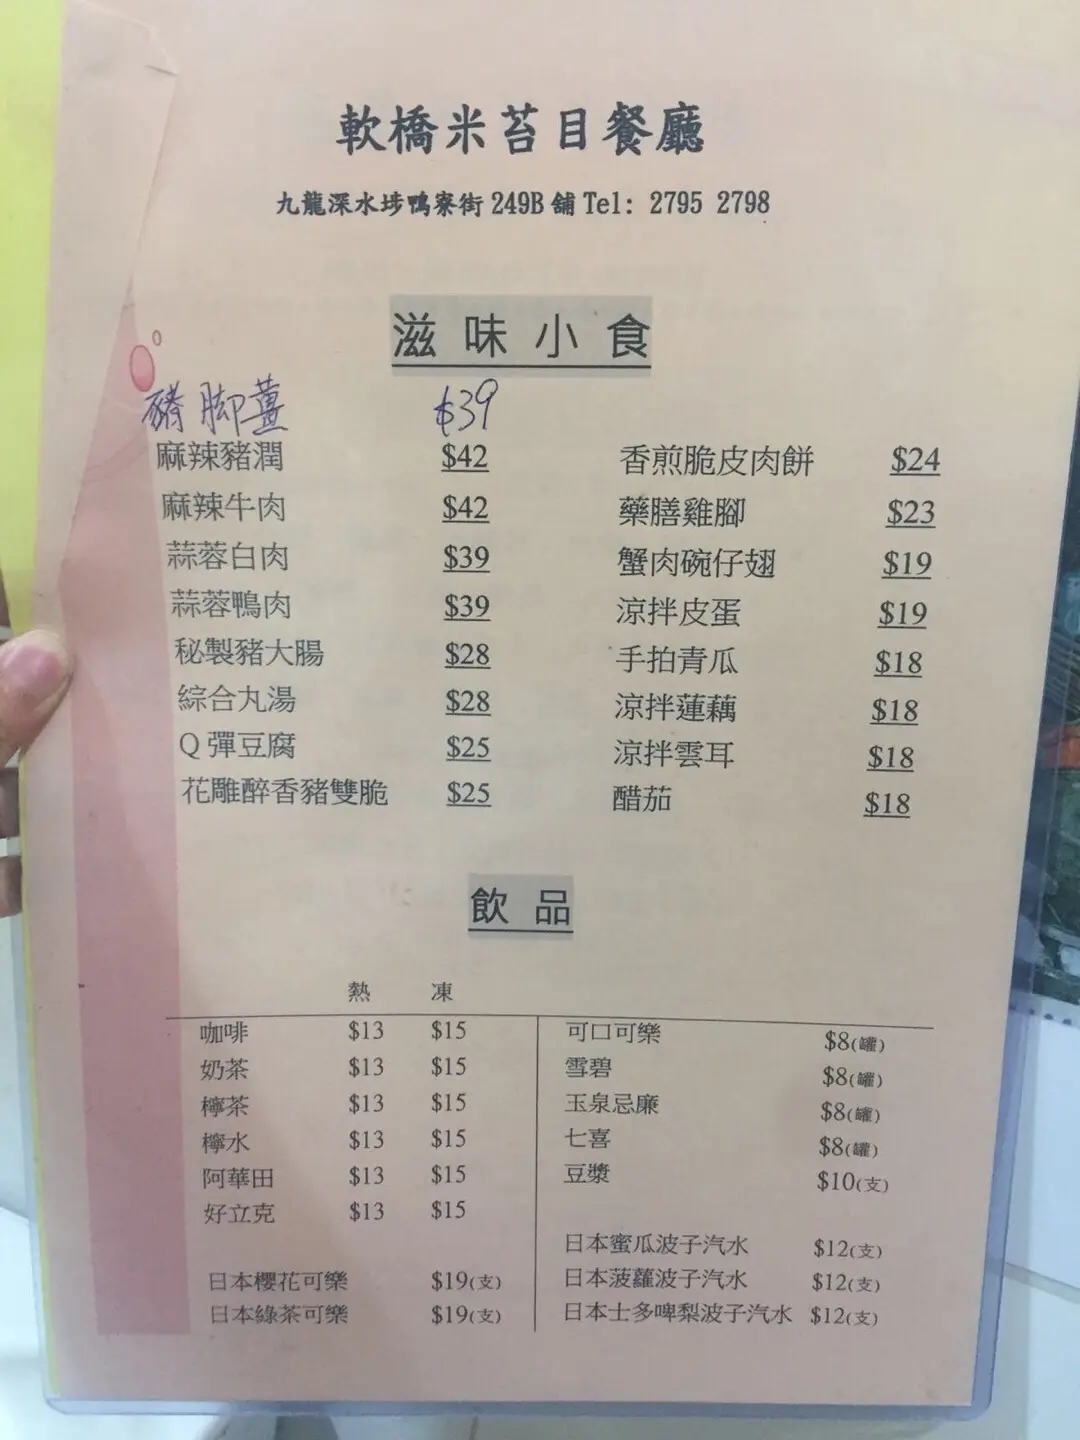 軟橋米苔目餐廳
九龍深水埗鴨寮街 249B 舖 Tel: 2795 2798
滋味小食
豬脚薑 $39
麻辣豬潤 $42
麻辣牛肉 $42
蒜蓉白肉 $39
蒜蓉鴨肉 $39
秘製豬大腸 $28
綜合丸湯 $28
Q 彈豆腐 $25
花雕醉香豬雙脆 $25
香煎脆皮肉餅 $24
藥膳雞腳 $23
蟹肉碗仔翅 $19
涼拌皮蛋 $19
手拍青瓜 $18
涼拌蓮藕 $18
涼拌雲耳 $18
醋茄 $18
飲品
熱 凍
咖啡 $13 $15
奶茶 $13 $15
檸茶 $13 $15
檸水 $13 $15
阿華田 $13 $15
好立克 $13 $15
日本櫻花可樂 $19(支)
日本綠茶可樂 $19(支)
可口可樂 $8(罐)
雪碧 $8(罐)
玉泉忌廉 $8(罐)
七喜 $8(罐)
豆漿 $10(支)
日本蜜瓜波子汽水 $12(支)
日本菠蘿波子汽水 $12(支)
日本士多啤梨波子汽水 $12(支)